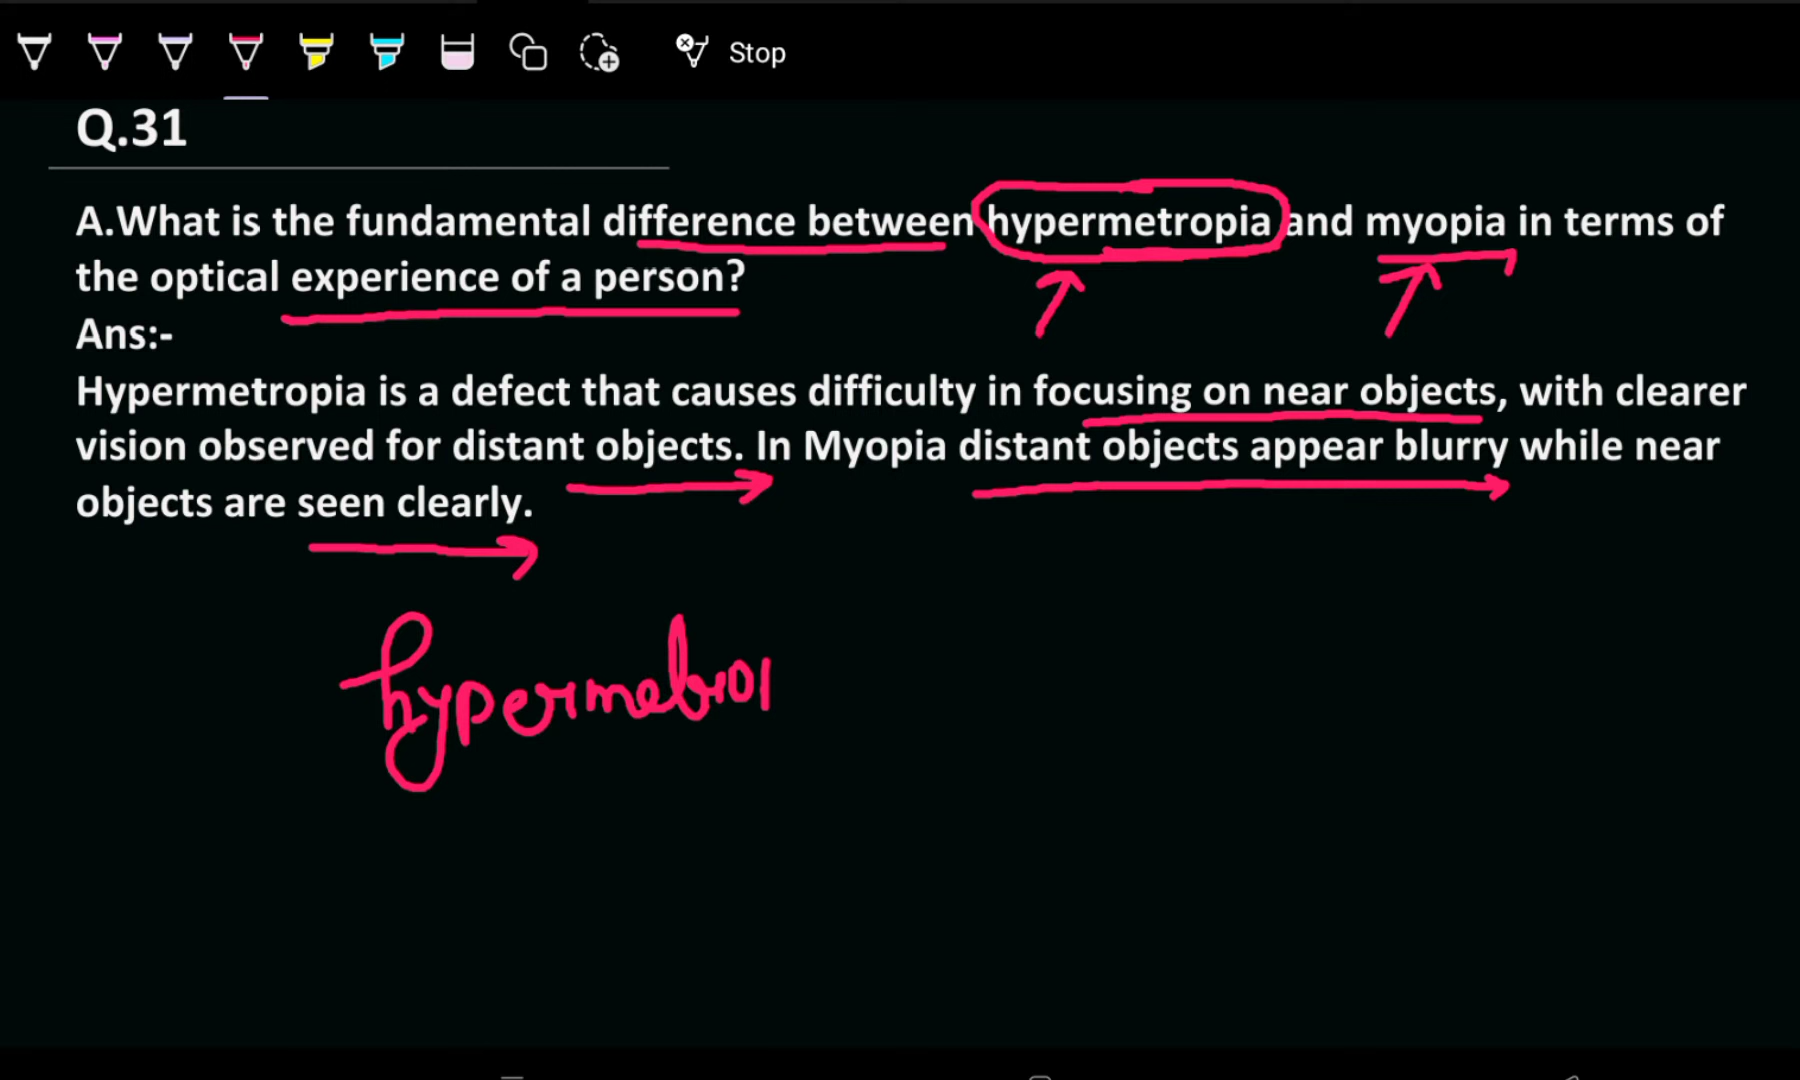 Stop
Q.31
A.What is the fundamental difference between hypermetropia and myopia in terms of
the optical experience of a person?
Ans:-
Hypermetropia is a defect that causes difficulty in focusing on near objects, with clearer
vision observed for distant objects. In Myopia distant objects appear blurry while near
objects are seen clearly.
hypermetro